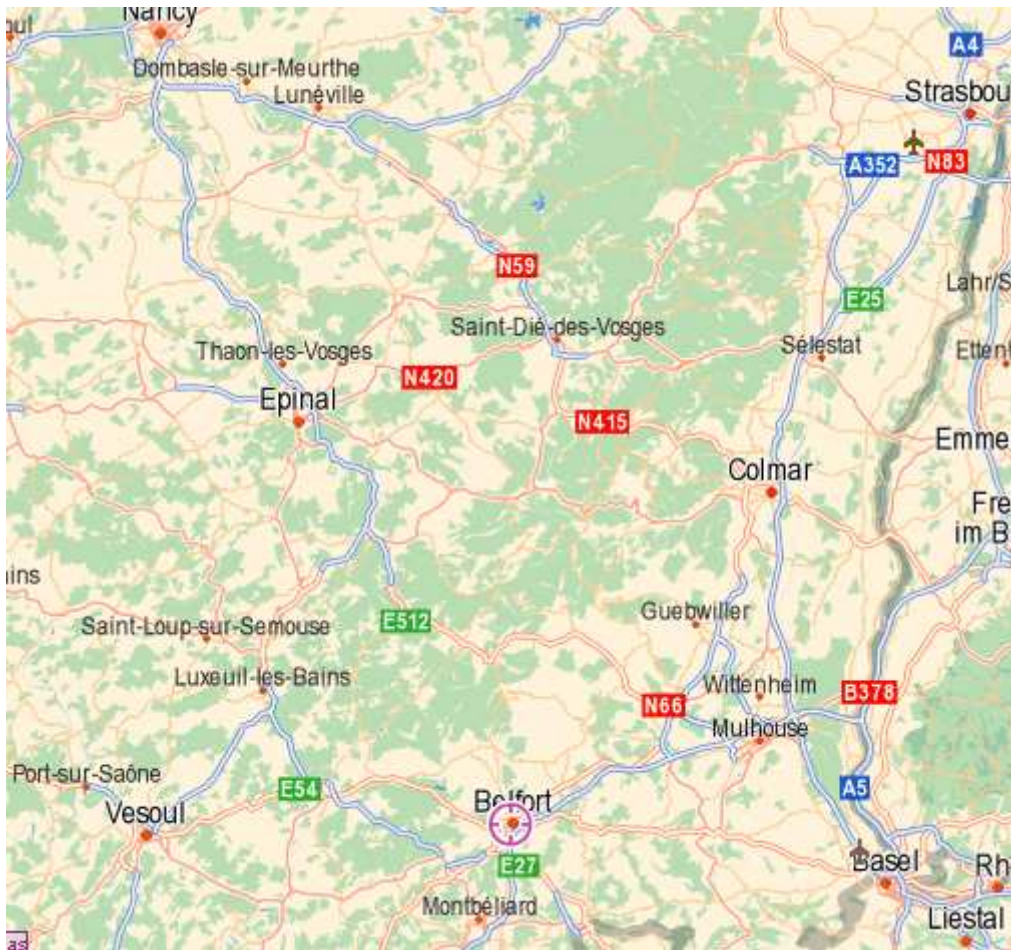 Nancy
A4
Dombasle-sur-Meurthe
Lunéville
Strasbou
A352
N83
N59
Lahr/S
E25
Saint-Dié-des-Vosges
Sélestat
Thaon-les-Vosges
Ettenl
N420
Epinal
N415
Emme
Colmar
Fre
im B
ins
Guebwiller
E512
Saint-Loup-sur-Semouse
Luxeuil-les-Bains
Wittenheim
B378
N66
Mulhouse
Port-sur-Saône
E54
A5
Vesoul
Belfort
E27
Basel
Rh
Montbéliard
Liestal
as